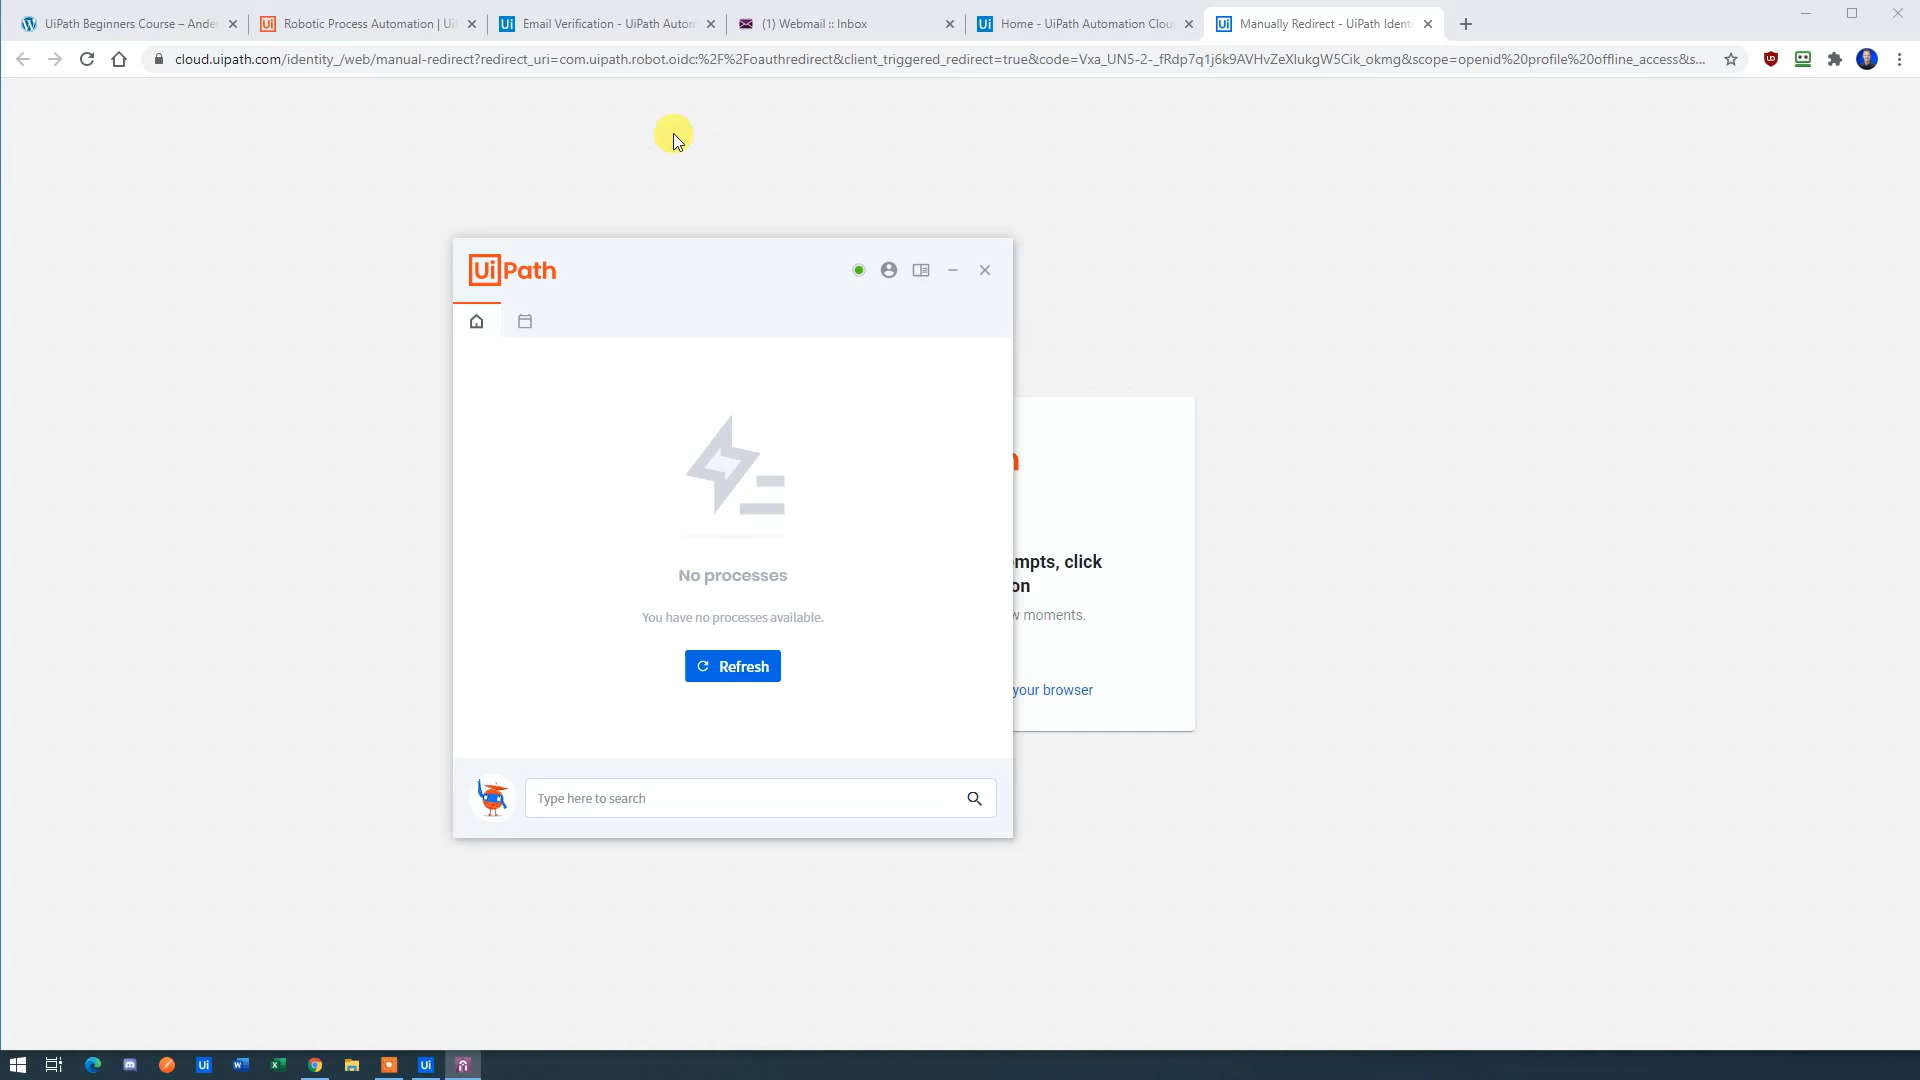 UiPath Beginners Course – Ande
Robotic Process Automation | Ui
Email Verification - UiPath Autom
(1) Webmail :: Inbox
Home - UiPath Automation Clou
Manually Redirect - UiPath Identi
cloud.uipath.com/identity_/web/manual-redirect?redirect_uri=com.uipath.robot.oidc:%2F%2Foauthredirect&client_triggered_redirect=true&code=Vxa_UN5-2-_fRdp7q1j6k9AVHvZeXlukgW5Cik_okmg&scope=openid%20profile%20offline_access&s...
UiPath
No processes
You have no processes available.
Refresh
Type here to search
mpts, click
on
w moments.
your browser